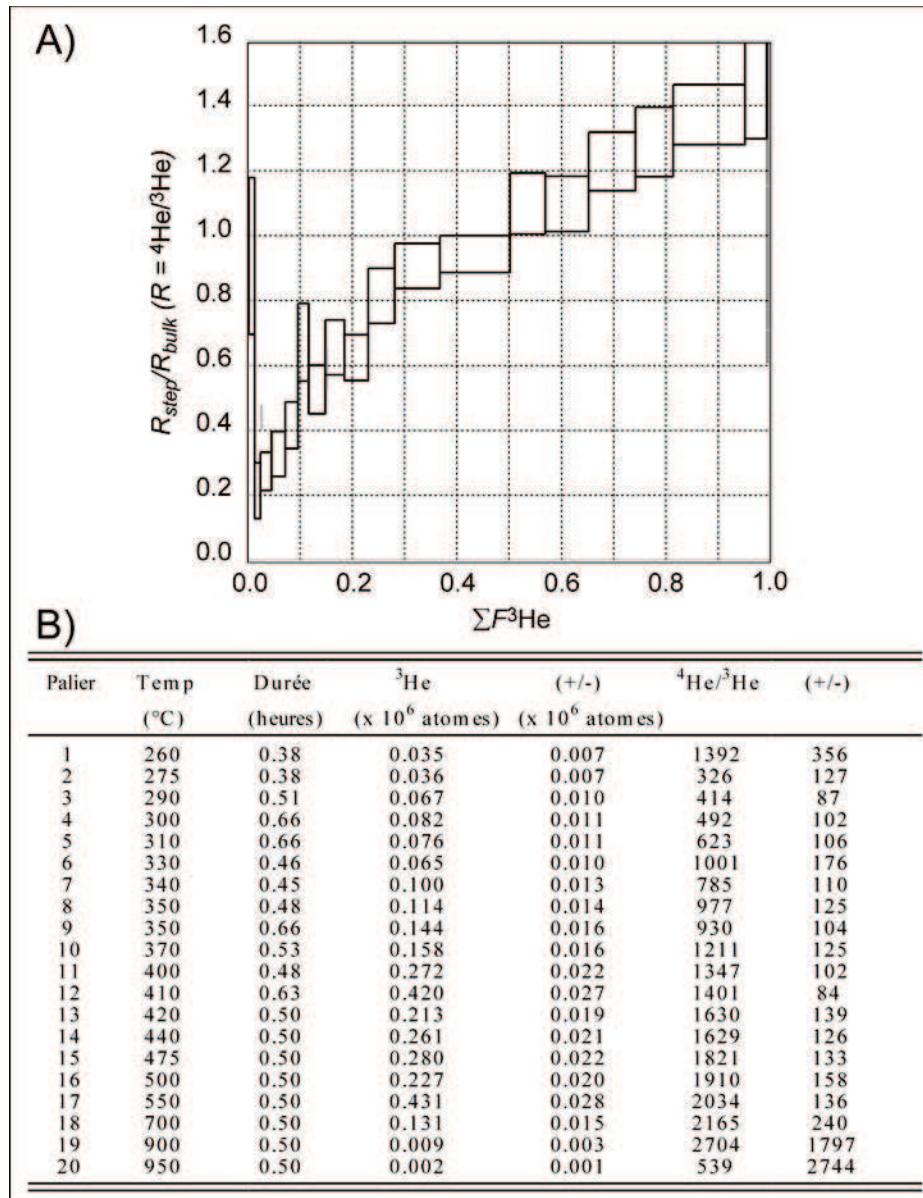 A)
1.6
1.4
1.2
1.0
0.8
0.6
0.4
0.2
0.0
R_step/R_bulk (R = ⁴He/³He)
0.0 0.2 0.4 0.6 0.8 1.0
∑F³He
B)
Palier Temp Durée ³He (+/-) ⁴He/³He (+/-)
(°C) (heures) (x 10⁶ atomes) (x 10⁶ atomes)
1 260 0.38 0.035 0.007 1392 356
2 275 0.38 0.036 0.007 326 127
3 290 0.51 0.067 0.010 414 87
4 300 0.66 0.082 0.011 492 102
5 310 0.66 0.076 0.011 623 106
6 330 0.46 0.065 0.010 1001 176
7 340 0.45 0.100 0.013 785 110
8 350 0.48 0.114 0.014 977 125
9 350 0.66 0.144 0.016 930 104
10 370 0.53 0.158 0.016 1211 125
11 400 0.48 0.272 0.022 1347 102
12 410 0.63 0.420 0.027 1401 84
13 420 0.50 0.213 0.019 1630 139
14 440 0.50 0.261 0.021 1629 126
15 475 0.50 0.280 0.022 1821 133
16 500 0.50 0.227 0.020 1910 158
17 550 0.50 0.431 0.028 2034 136
18 700 0.50 0.131 0.015 2165 240
19 900 0.50 0.009 0.003 2704 1797
20 950 0.50 0.002 0.001 539 2744